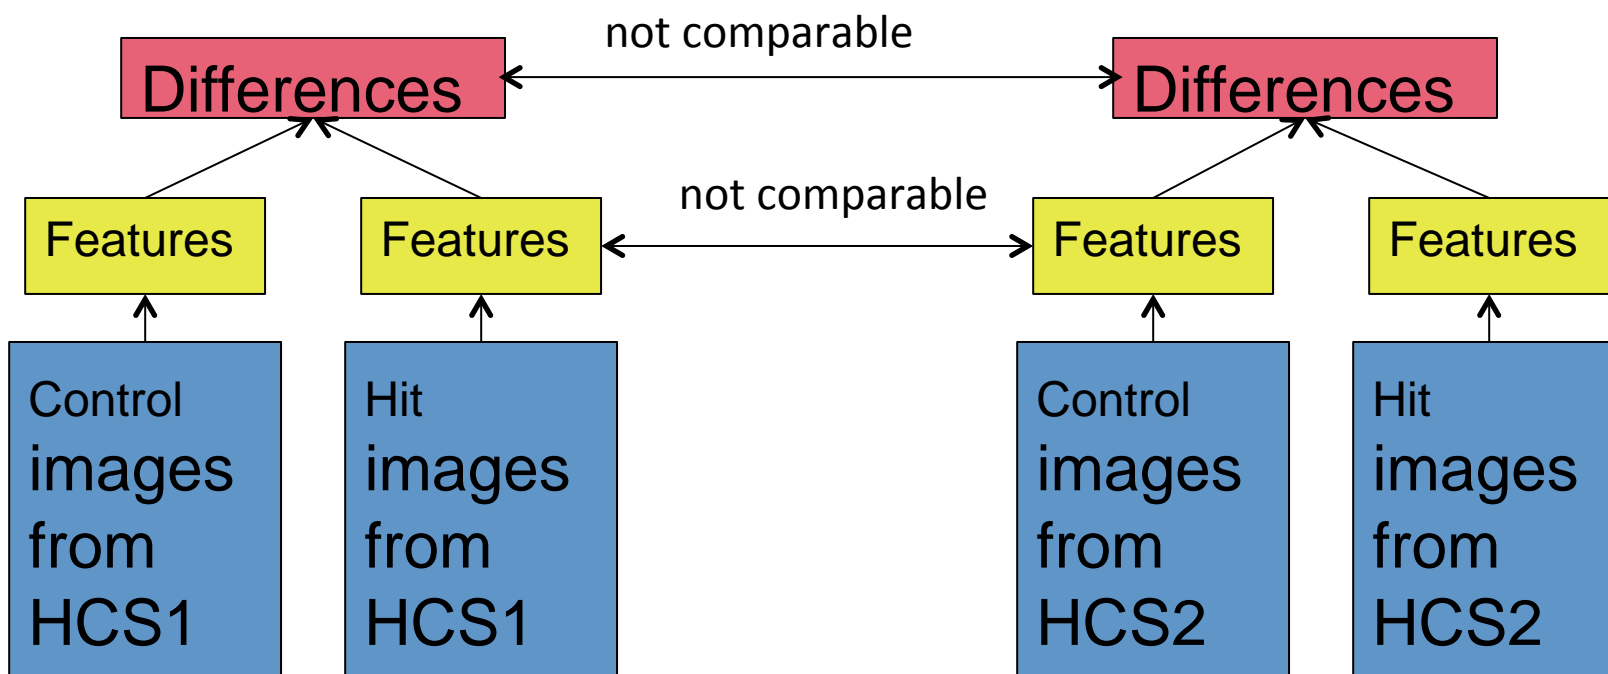 not comparable
Differences
Differences
not comparable
Features
Features
Features
Features
Control
images
from
HCS1
Hit
images
from
HCS1
Control
images
from
HCS2
Hit
images
from
HCS2